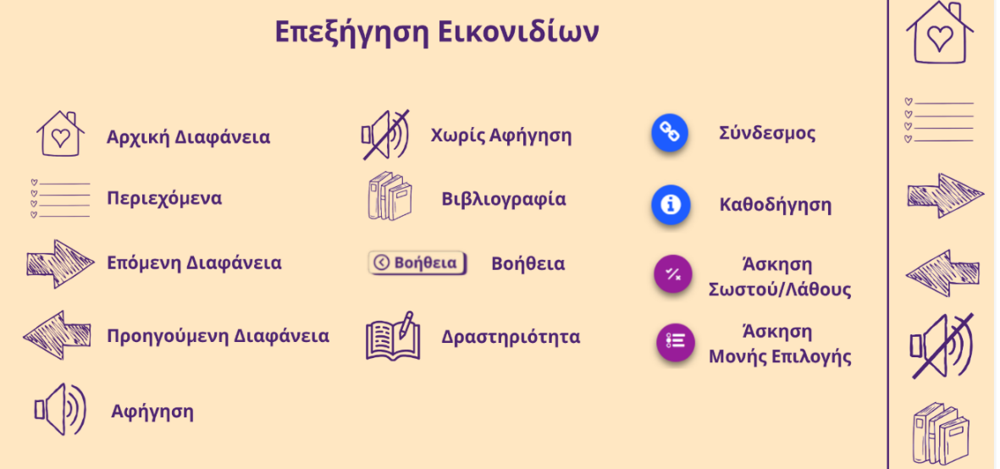 Επεξήγηση Εικονιδίων
Αρχική Διαφάνεια
Περιεχόμενα
Επόμενη Διαφάνεια
Προηγούμενη Διαφάνεια
Αφήγηση
Χωρίς Αφήγηση
Βιβλιογραφία
Βοήθεια
Βοήθεια
Δραστηριότητα
Σύνδεσμος
Καθοδήγηση
Άσκηση
Σωστού/Λάθους
Άσκηση
Μονής Επιλογής